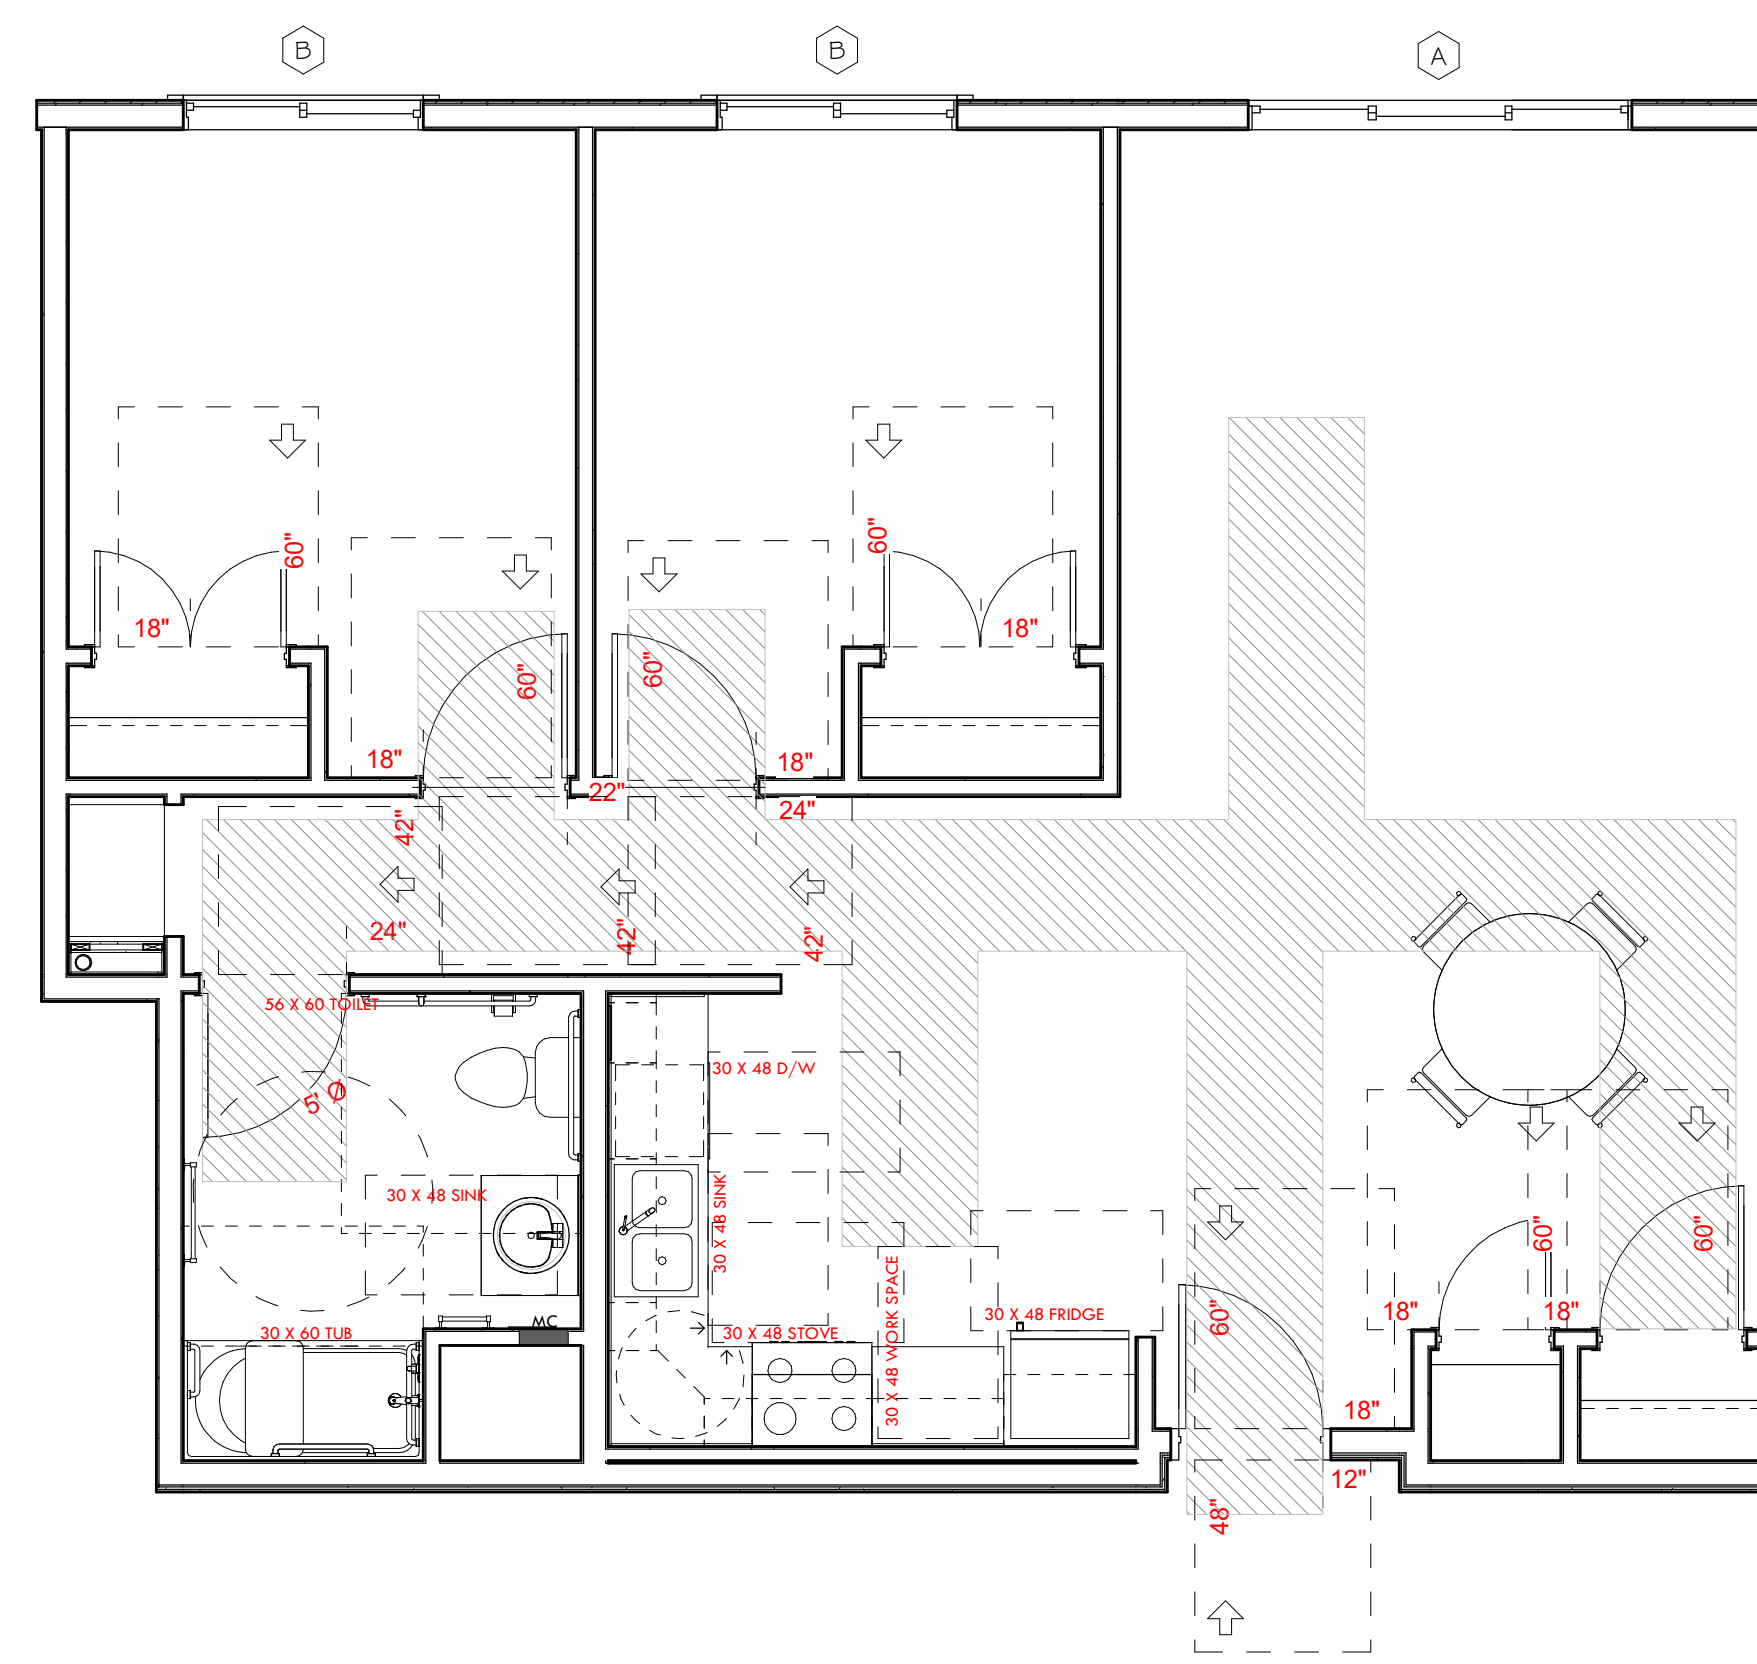 B
B
A
60"
60"
18"
18"
60"
60"
18"
18"
22"
24"
42"
24"
42"
42"
56 X 60 TOILET
5' Ø
30 X 48 D/W
30 X 48 SINK
30 X 48 SINK
30 X 48 WORK SPACE
60"
60"
60"
18"
18"
30 X 48 FRIDGE
MC
30 X 60 TUB
30 X 48 STOVE
18"
12"
48"